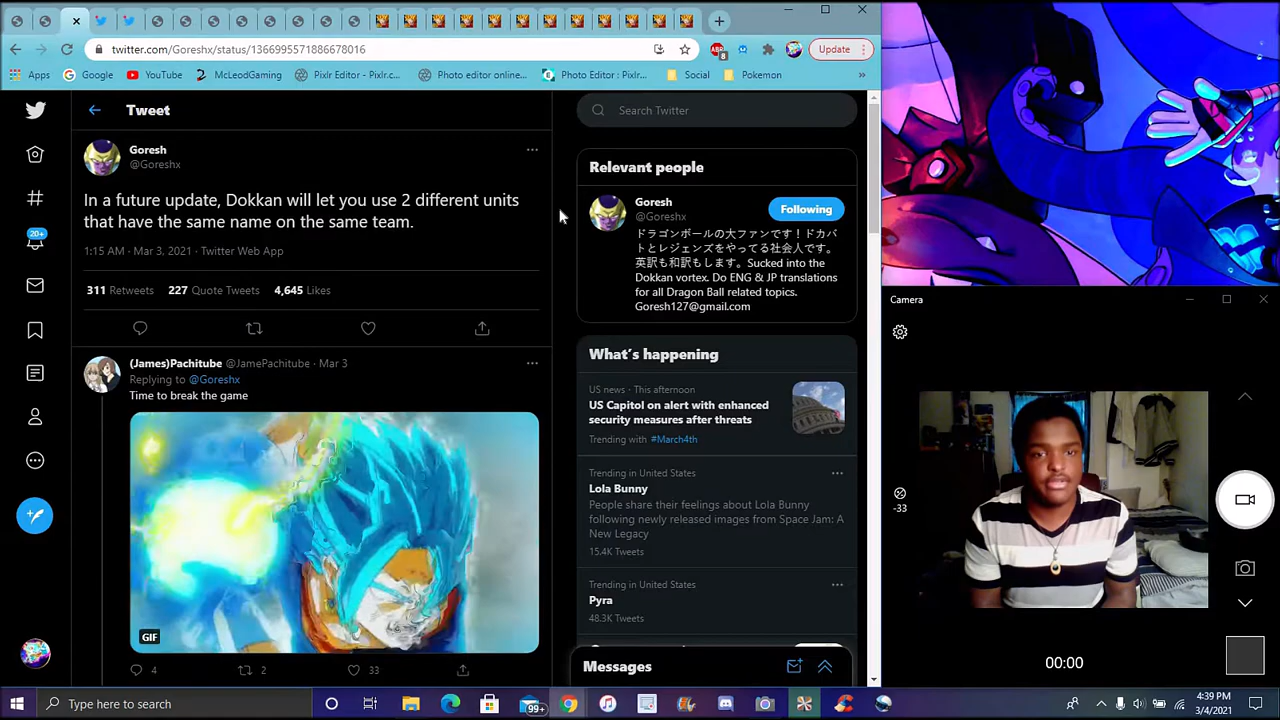 twitter.com/Goreshx/status/1366995571886678016
ABP
8
Update
Apps
Google
YouTube
McLeodGaming
Pixlr Editor - Pixlr.c...
Photo editor online...
Photo Editor : Pixlr...
Social
Pokemon
»
Tweet
Search Twitter
Goresh
@Goreshx
In a future update, Dokkan will let you use 2 different units
that have the same name on the same team.
1:15 AM · Mar 3, 2021 · Twitter Web App
311 Retweets 227 Quote Tweets 4,645 Likes
20+
(James)Pachitube @JamePachitube · Mar 3
Replying to @Goreshx
Time to break the game
GIF
4
2
33
Relevant people
Goresh
@Goreshx
Following
ドラゴンボールの大ファンです！ドカバ
トとレジェンズをやってる社会人です。
英訳も和訳もします。Sucked into the
Dokkan vortex. Do ENG & JP translations
for all Dragon Ball related topics.
Goresh127@gmail.com
What's happening
US news · This afternoon
US Capitol on alert with enhanced
security measures after threats
Trending with #March4th
Trending in United States
Lola Bunny
People share their feelings about Lola Bunny
following newly released images from Space Jam: A
New Legacy
15.4K Tweets
Trending in United States
Pyra
48.3K Tweets
Messages
Camera
-33
00:00
Type here to search
99+
4:39 PM
3/4/2021